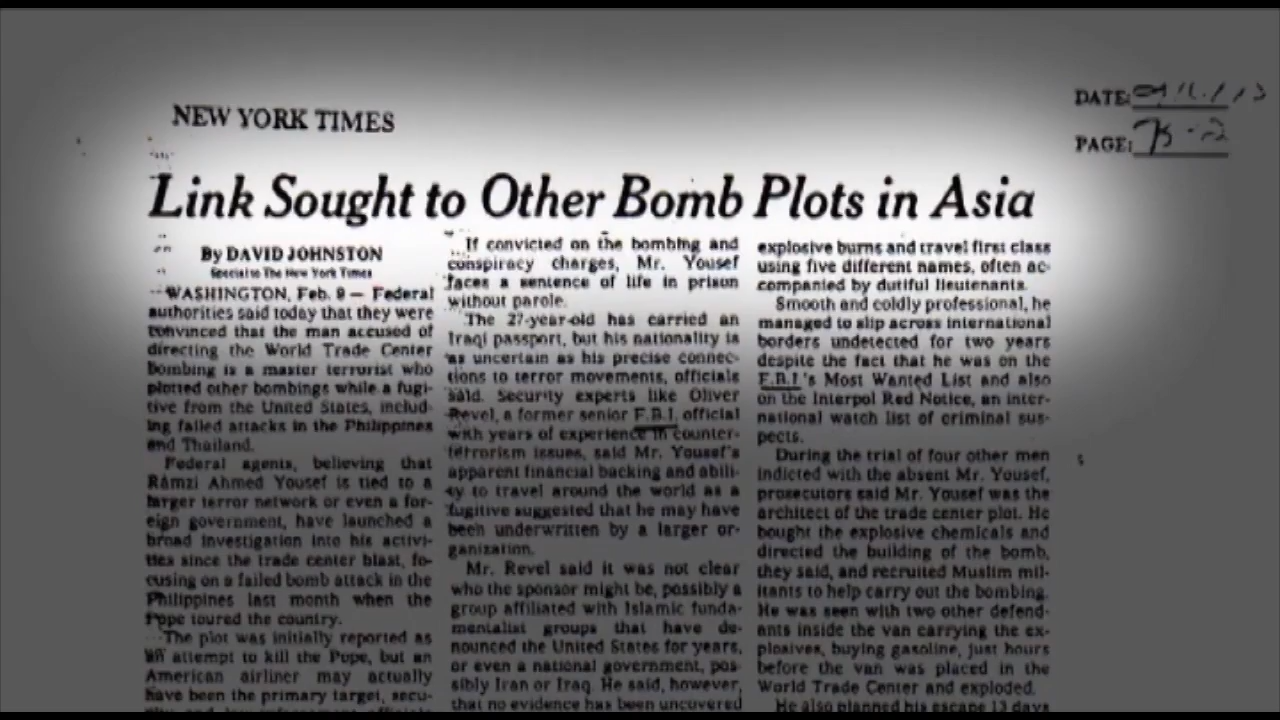 NEW YORK TIMES
DATE:
PAGE:
Link Sought to Other Bomb Plots in Asia
By DAVID JOHNSTON
Special to The New York Times
WASHINGTON, Feb. 9 — Federal
authorities said today that they were
convinced that the man accused of
directing the World Trade Center
bombing is a master terrorist who
plotted other bombings while a fugi-
tive from the United States, includ-
ing failed attacks in the Philippines
and Thailand.
Federal agents, believing that
Ramzi Ahmed Yousef is tied to a
larger terror network or even a for-
eign government, have launched a
broad investigation into his activi-
ties since the trade center blast, fo-
cusing on a failed bomb attack in the
Philippines last month when the
Pope toured the country.
The plot was initially reported as
an attempt to kill the Pope, but an
American airliner may actually
have been the primary target, secu-
If convicted on the bombing and
conspiracy charges, Mr. Yousef
faces a sentence of life in prison
without parole.
The 27-year-old has carried an
Iraqi passport, but his nationality is
as uncertain as his precise connec-
tions to terror movements, officials
said. Security experts like Oliver
Revel, a former senior F.B.I. official
with years of experience in counter-
terrorism issues, said Mr. Yousef's
apparent financial backing and abili-
ty to travel around the world as a
fugitive suggested that he may have
been underwritten by a larger or-
ganization.
Mr. Revel said it was not clear
who the sponsor might be, possibly a
group affiliated with Islamic funda-
mentalist groups that have de-
nounced the United States for years,
or even a national government, pos-
sibly Iran or Iraq. He said, however,
that no evidence has been uncovered
explosive burns and travel first class
using five different names, often ac-
companied by dutiful lieutenants.
Smooth and coldly professional, he
managed to slip across international
borders undetected for two years
despite the fact that he was on the
F.B.I.'s Most Wanted List and also
on the Interpol Red Notice, an inter-
national watch list of criminal sus-
pects.
During the trial of four other men
indicted with the absent Mr. Yousef,
prosecutors said Mr. Yousef was the
architect of the trade center plot. He
bought the explosive chemicals and
directed the building of the bomb,
they said, and recruited Muslim mil-
itants to help carry out the bombing.
He was seen with two other defend-
ants inside the van carrying the ex-
plosives, buying gasoline, just hours
before the van was placed in the
World Trade Center and exploded.
He also planned his escape 13 days